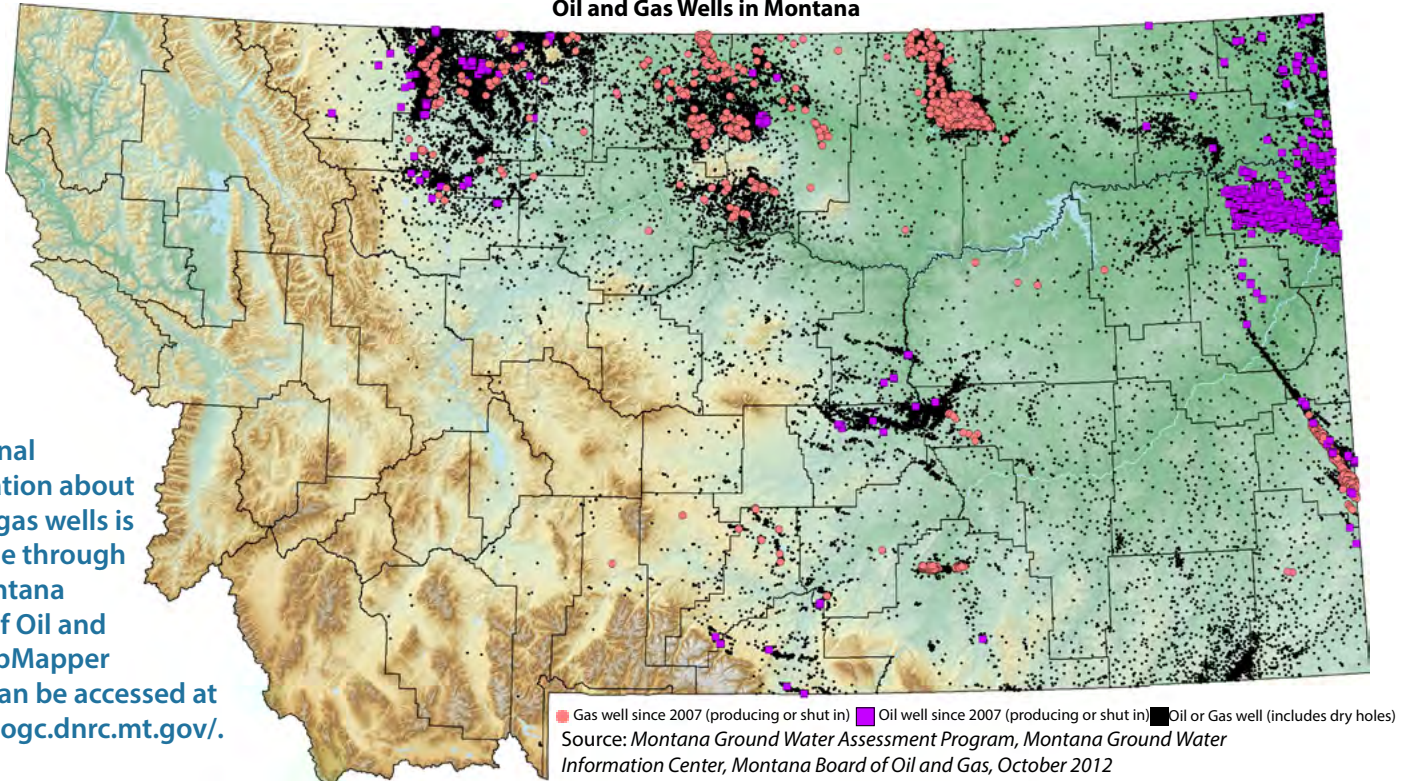 Oil and Gas Wells in Montana
nal
ation about
gas wells is
e through
ntana
f Oil and
bMapper
an be accessed at
ogc.dnrc.mt.gov/.
Gas well since 2007 (producing or shut in) Oil well since 2007 (producing or shut in) Oil or Gas well (includes dry holes)
Source: Montana Ground Water Assessment Program, Montana Ground Water
Information Center, Montana Board of Oil and Gas, October 2012